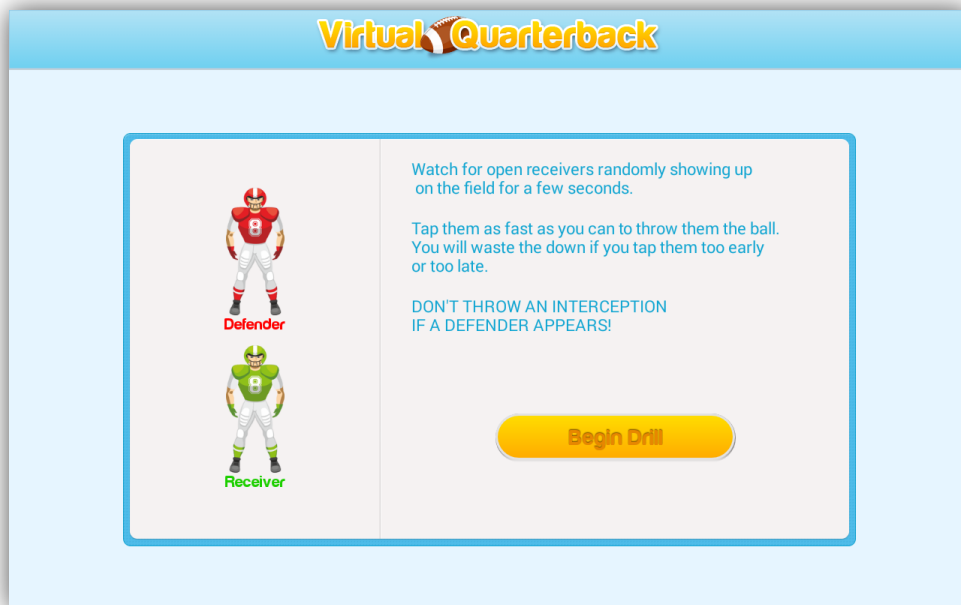 Virtual Quarterback
8
Defender
8
Receiver
Watch for open receivers randomly showing up
on the field for a few seconds.
Tap them as fast as you can to throw them the ball.
You will waste the down if you tap them too early
or too late.
DON'T THROW AN INTERCEPTION
IF A DEFENDER APPEARS!
Begin Drill